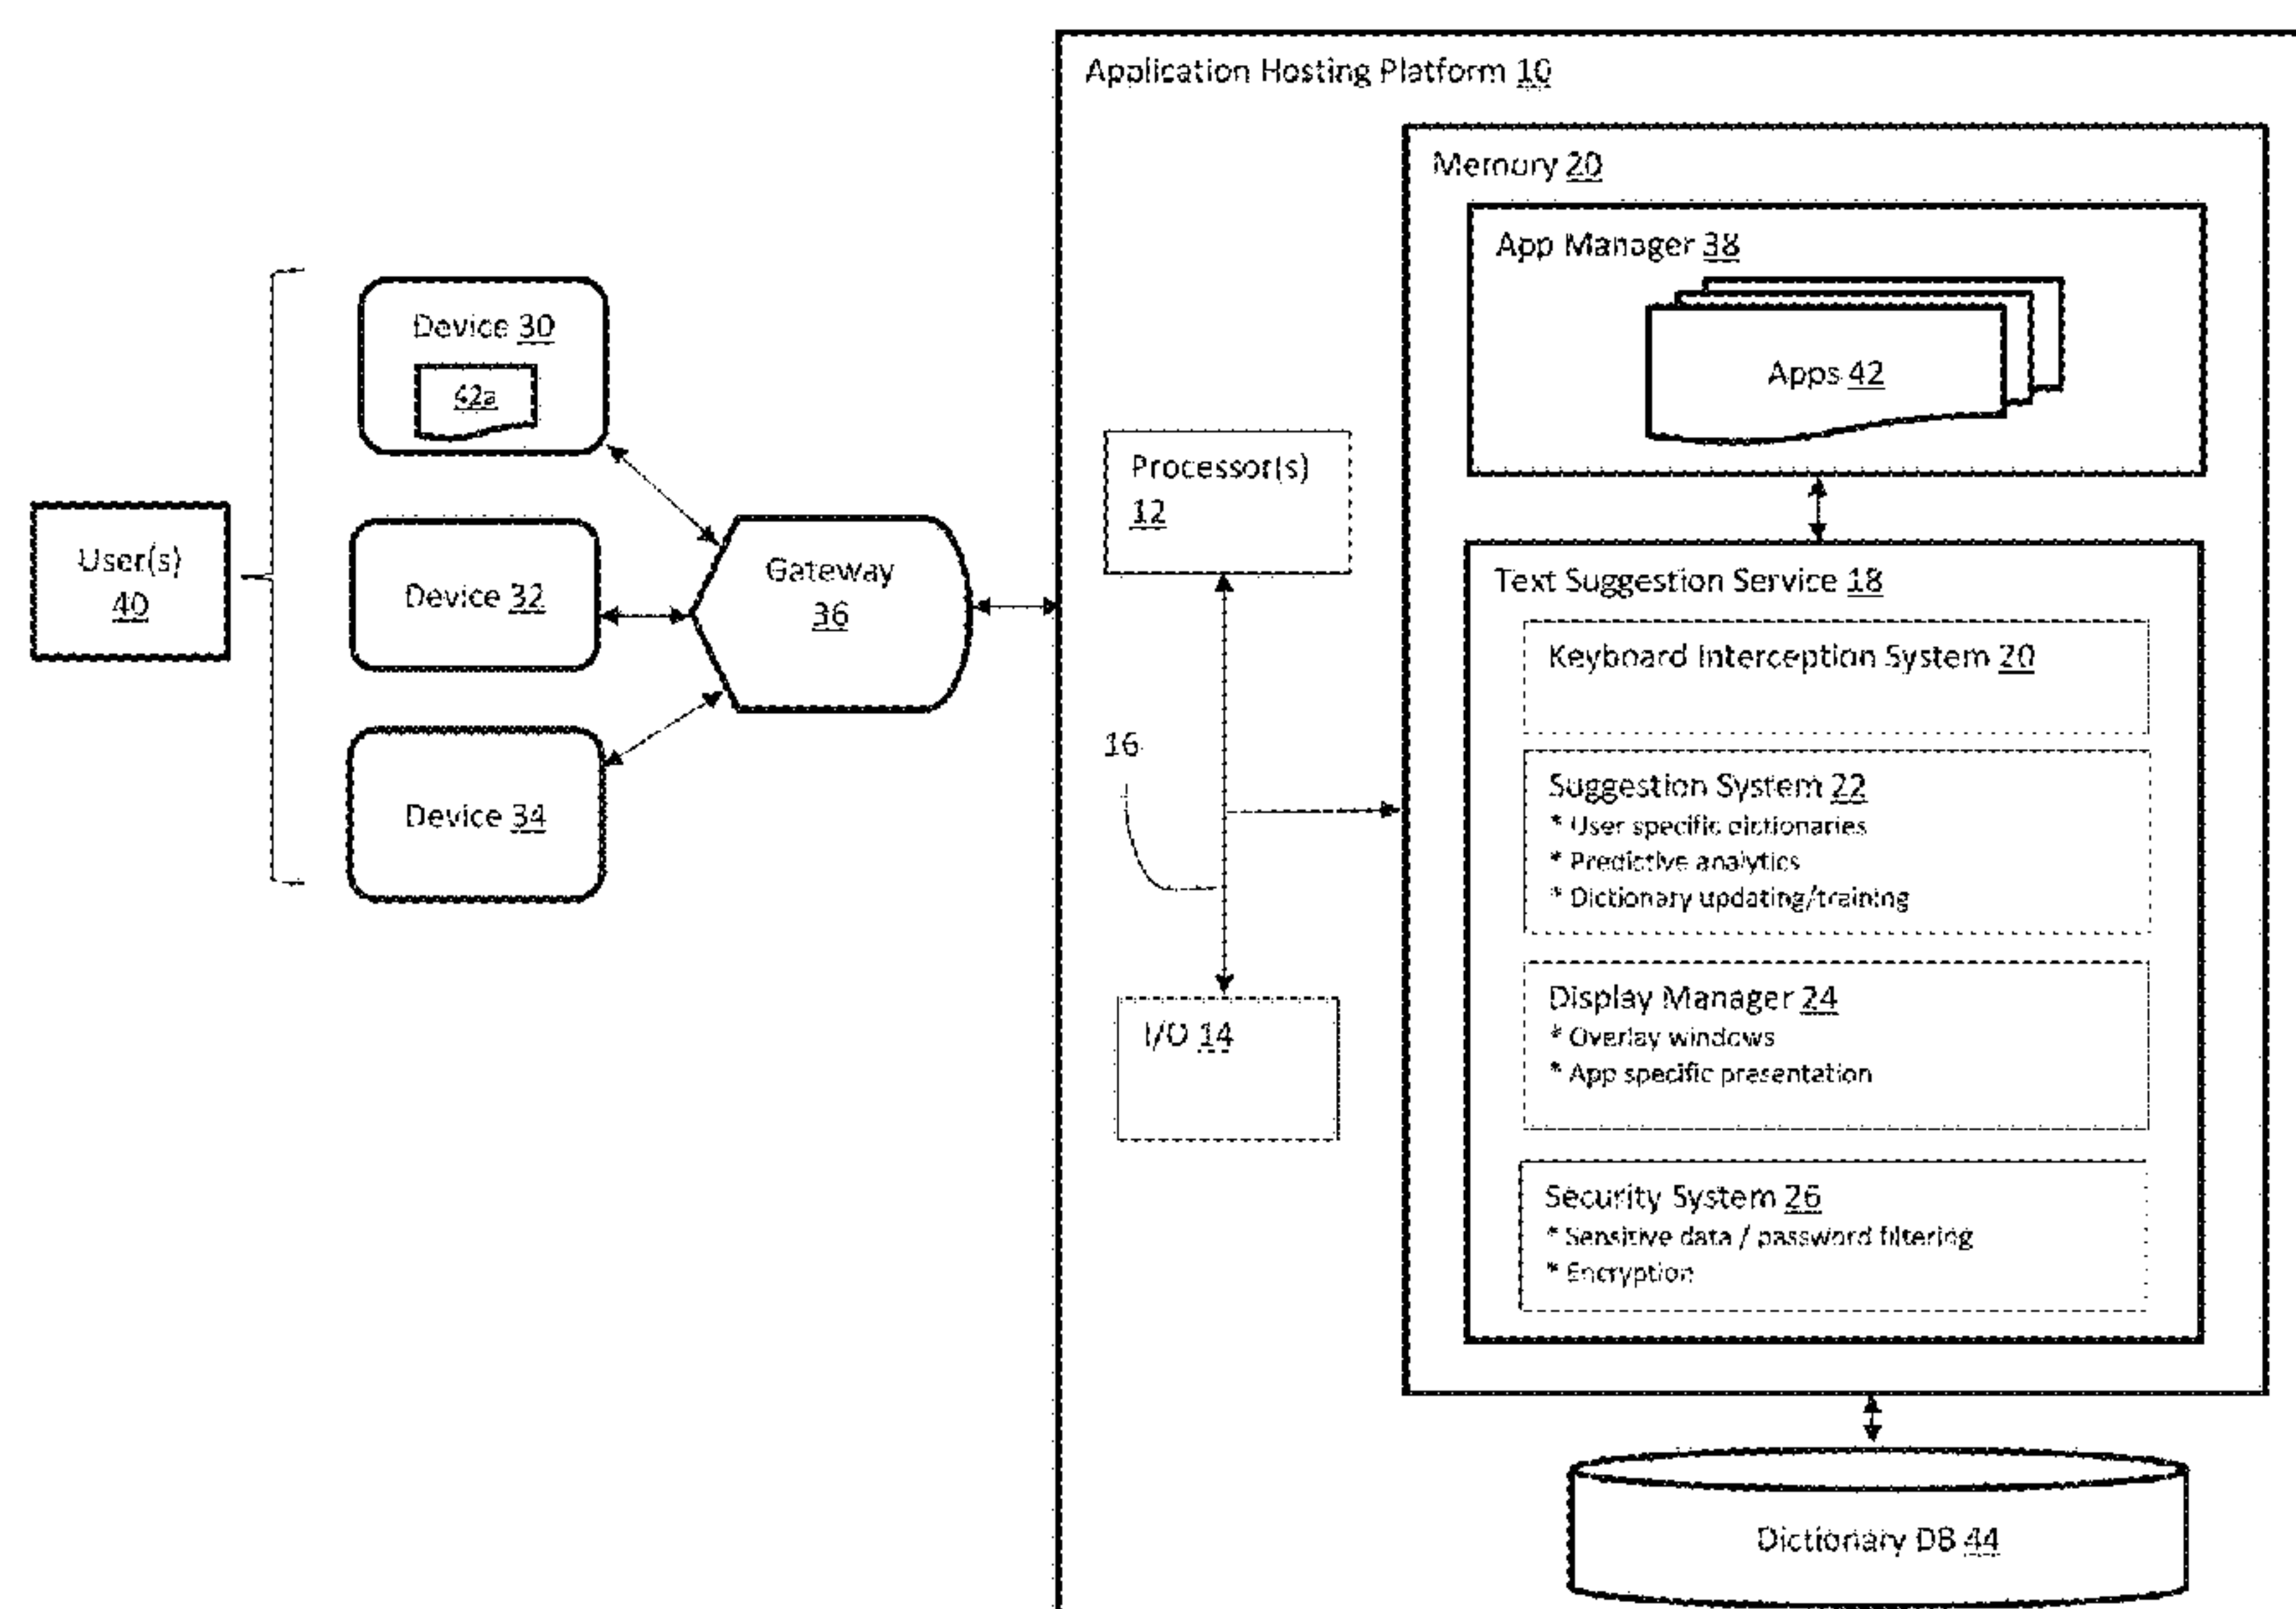 Application Hosting Platform 10
Memory 20
App Manager 38
Apps 42
Device 30
42a
User(s)
40
Device 32
Device 34
Gateway
36
Processor(s)
12
16
I/O 14
Text Suggestion Service 18
Keyboard Interception System 20
Suggestion System 22
* User specific dictionaries
* Predictive analytics
* Dictionary updating/training
Display Manager 24
* Overlay windows
* App specific presentation
Security System 26
* Sensitive data / password filtering
* Encryption
Dictionary DB 44